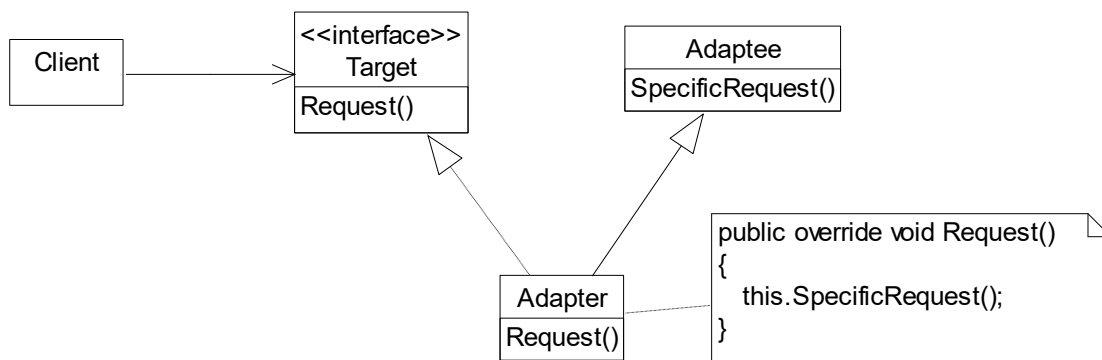 Client
<<interface>>
Target
Request()
Adaptee
SpecificRequest()
Adapter
Request()
public override void Request()
{
this.SpecificRequest();
}